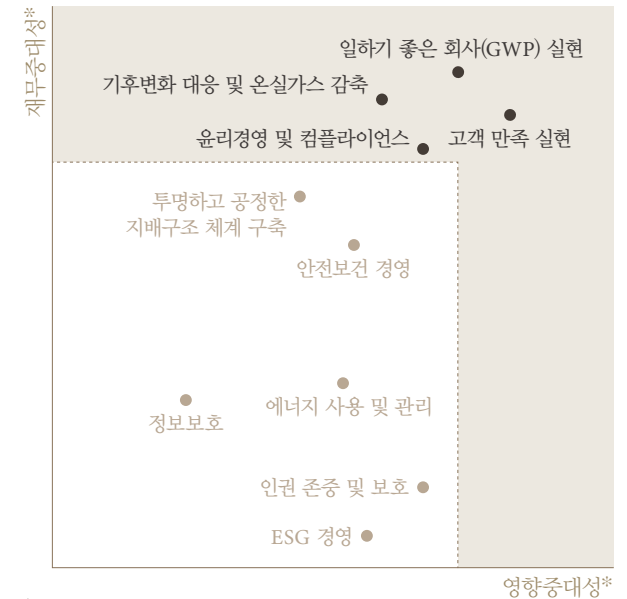 재무중대성*
일하기 좋은 회사(GWP) 실현
기후변화 대응 및 온실가스 감축
윤리경영 및 컴플라이언스
고객 만족 실현
투명하고 공정한
지배구조 체계 구축
안전보건 경영
에너지 사용 및 관리
정보보호
인권 존중 및 보호
ESG 경영
영향중대성*